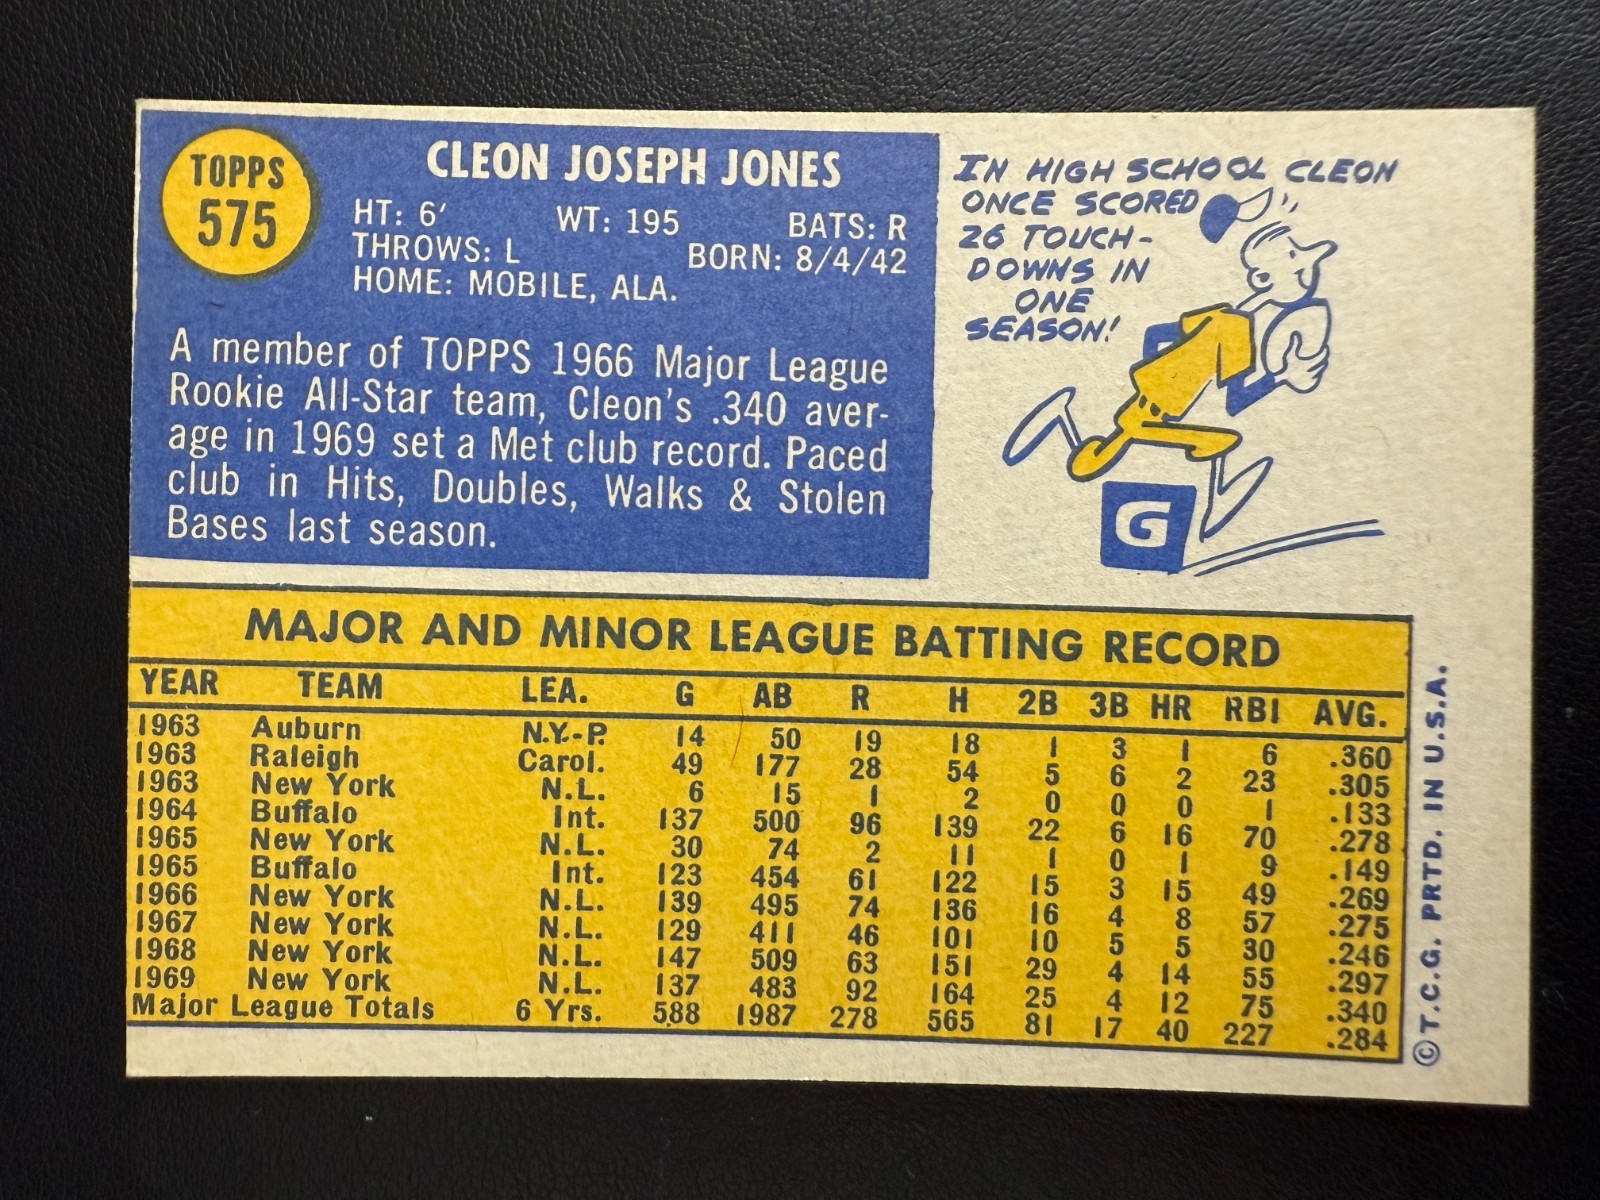 TOPPS
575
CLEON JOSEPH JONES
HT: 6' WT: 195 BATS: R
THROWS: L BORN: 8/4/42
HOME: MOBILE, ALA.
A member of TOPPS 1966 Major League
Rookie All-Star team, Cleon's .340 aver-
age in 1969 set a Met club record. Paced
club in Hits, Doubles, Walks & Stolen
Bases last season.
IN HIGH SCHOOL CLEON
ONCE SCORED
26 TOUCH-
DOWNS IN
ONE
SEASON!
G
MAJOR AND MINOR LEAGUE BATTING RECORD
YEAR TEAM LEA. G AB R H 2B 3B HR RBI AVG.
1963 Auburn N.Y.-P. 14 50 19 18 1 3 1 6 .360
1963 Raleigh Carol. 49 177 28 54 5 6 2 23 .305
1963 New York N.L. 6 15 1 2 0 0 0 1 .133
1964 Buffalo Int. 137 500 96 139 22 6 16 70 .278
1965 New York N.L. 30 74 2 11 1 0 1 9 .149
1965 Buffalo Int. 123 454 61 122 15 3 15 49 .269
1966 New York N.L. 139 495 74 136 16 4 8 57 .275
1967 New York N.L. 129 411 46 101 10 5 5 30 .246
1968 New York N.L. 147 509 63 151 29 4 14 55 .297
1969 New York N.L. 137 483 92 164 25 4 12 75 .340
Major League Totals 6 Yrs. 588 1987 278 565 81 17 40 227 .284
© T.C.G. PRTD. IN U.S.A.